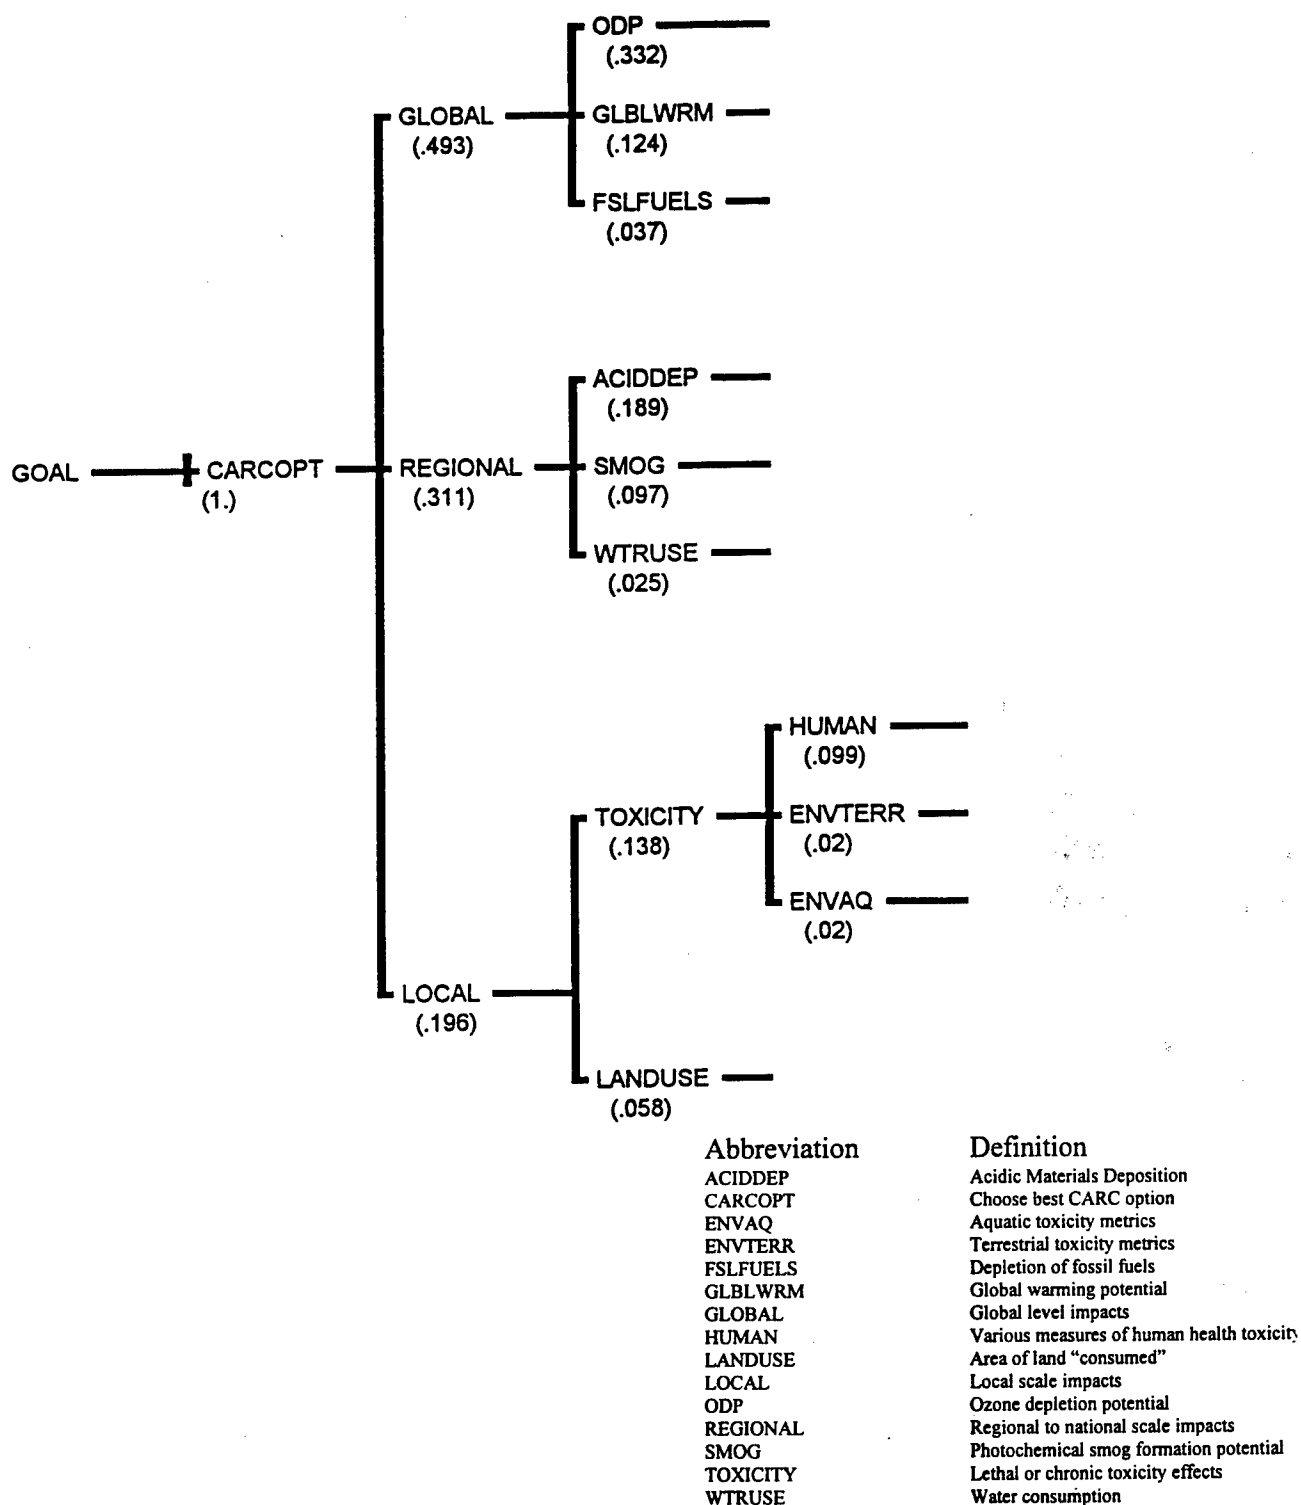 ODP
(.332)
GLOBAL
(.493)
GLBLWRM
(.124)
FSLFUELS
(.037)
ACIDDEP
(.189)
GOAL
CARCOPT
(1.)
REGIONAL
(.311)
SMOG
(.097)
WTRUSE
(.025)
HUMAN
(.099)
TOXICITY
(.138)
ENVTERR
(.02)
ENVAQ
(.02)
LOCAL
(.196)
LANDUSE
(.058)
Abbreviation Definition
ACIDDEP Acidic Materials Deposition
CARCOPT Choose best CARC option
ENVAQ Aquatic toxicity metrics
ENVTERR Terrestrial toxicity metrics
FSLFUELS Depletion of fossil fuels
GLBLWRM Global warming potential
GLOBAL Global level impacts
HUMAN Various measures of human health toxicity
LANDUSE Area of land “consumed”
LOCAL Local scale impacts
ODP Ozone depletion potential
REGIONAL Regional to national scale impacts
SMOG Photochemical smog formation potential
TOXICITY Lethal or chronic toxicity effects
WTRUSE Water consumption